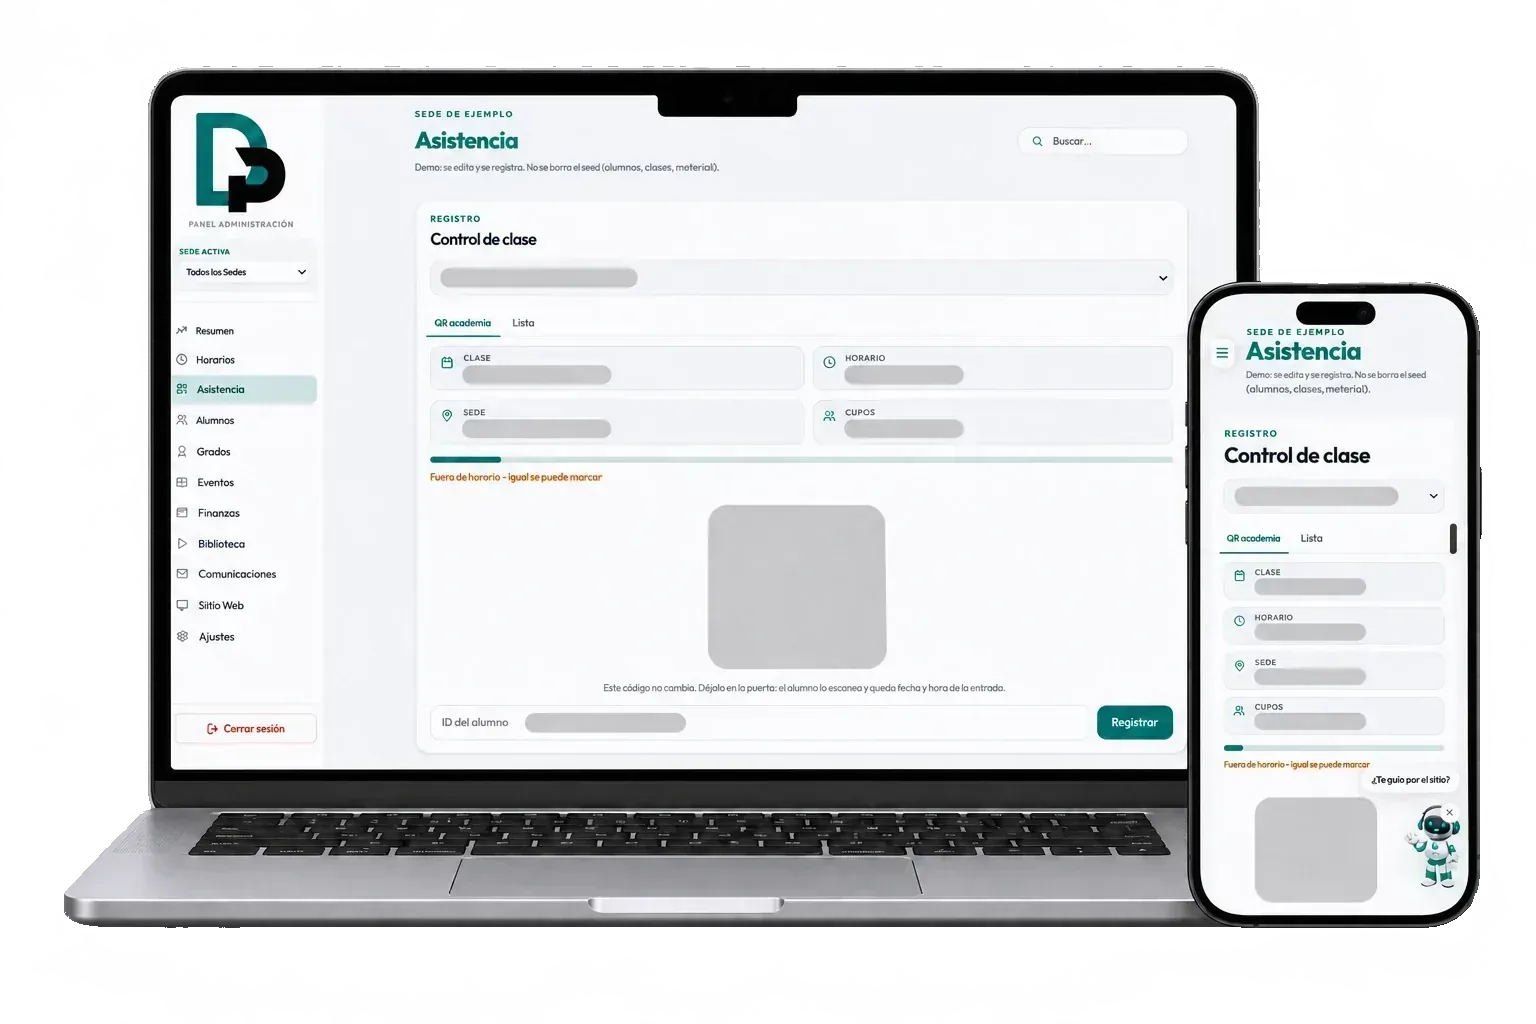 SEDE DE EJEMPLO
Asistencia
Demo: se edita y se registra. No se borra el seed (alumnos, clases, material).
Buscar...
PANEL ADMINISTRACIÓN
SEDE ACTIVA
Todos los Sedes
Resumen
Horarios
Asistencia
Alumnos
Grados
Eventos
Finanzas
Biblioteca
Comunicaciones
Siitio Web
Ajustes
Cerrar sesión
REGISTRO
Control de clase
QR academia
Lista
CLASE
HORARIO
SEDE
CUPOS
Fuera de hororio - igual se puede marcar
Este código no cambia. Déjalo en la puerta: el alumno lo escanea y queda fecha y hora de la entrada.
ID del alumno
Registrar
SEDE DE EJEMPLO
Asistencia
Demo: se edita y se registra. No se borra el seed
(alumnos, clases, meterial).
REGISTRO
Control de clase
QR academia
Lista
CLASE
HORARIO
SEDE
CUPOS
Fuera de hororio - igual se puede marcar
¿Te guío por el sitio?